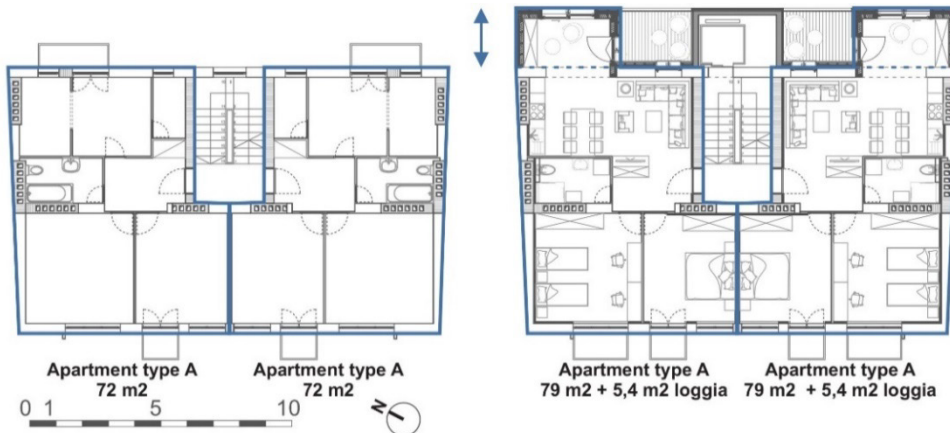 Apartment type A
72 m2
Apartment type A
72 m2
Apartment type A
79 m2 + 5,4 m2 loggia
Apartment type A
79 m2 + 5,4 m2 loggia
0 1 5 10
N